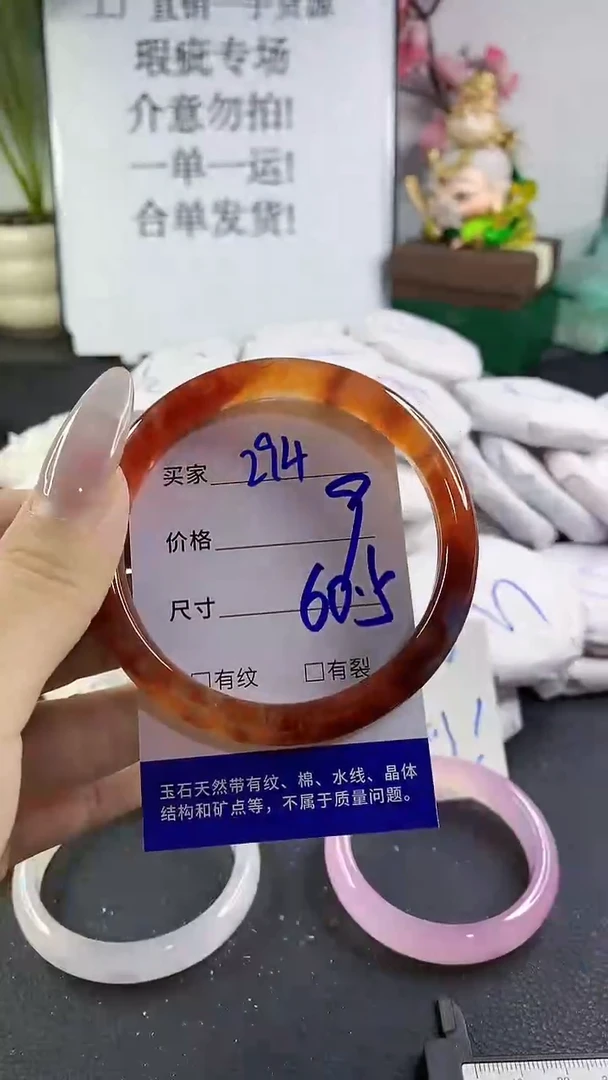 工厂直销一手货源
瑕疵专场
介意勿拍!
一单一运!
合单发货!
买家 294
价格
尺寸 60.5
□有纹 □有裂
玉石天然带有纹、棉、水线、晶体
结构和矿点等，不属于质量问题。